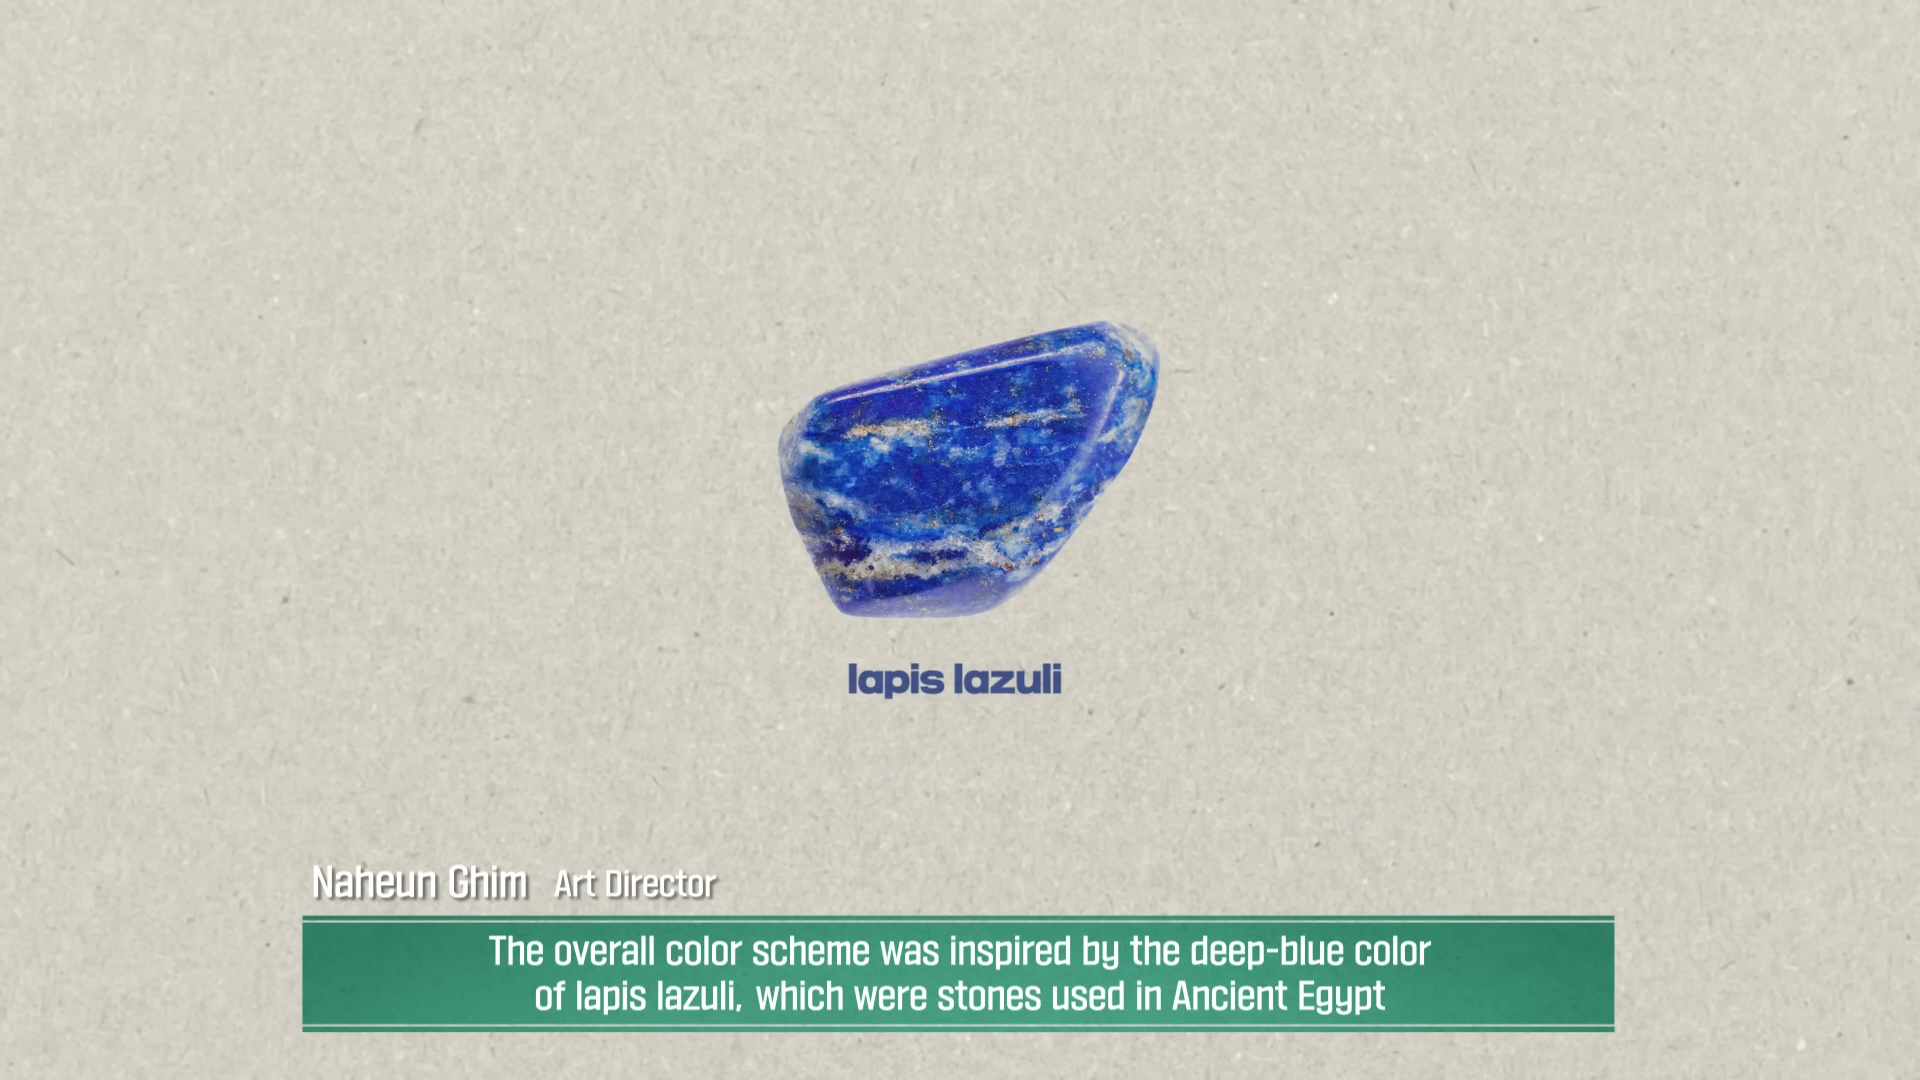 lapis lazuli
Naheun Ghim Art Director
The overall color scheme was inspired by the deep-blue color
of lapis lazuli, which were stones used in Ancient Egypt